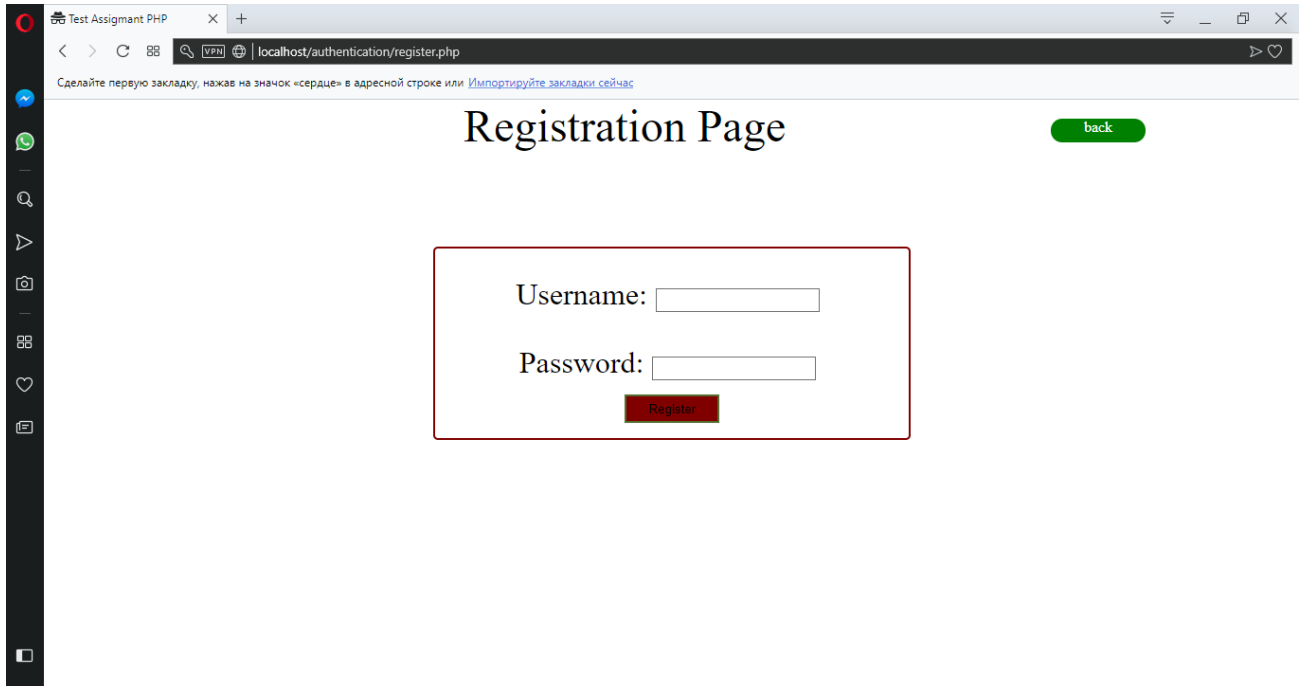 Test Assigmant PHP
VPN localhost/authentication/register.php
Сделайте первую закладку, нажав на значок «сердце» в адресной строке или Импортируйте закладки сейчас
Registration Page
back
Username:
Password:
Register